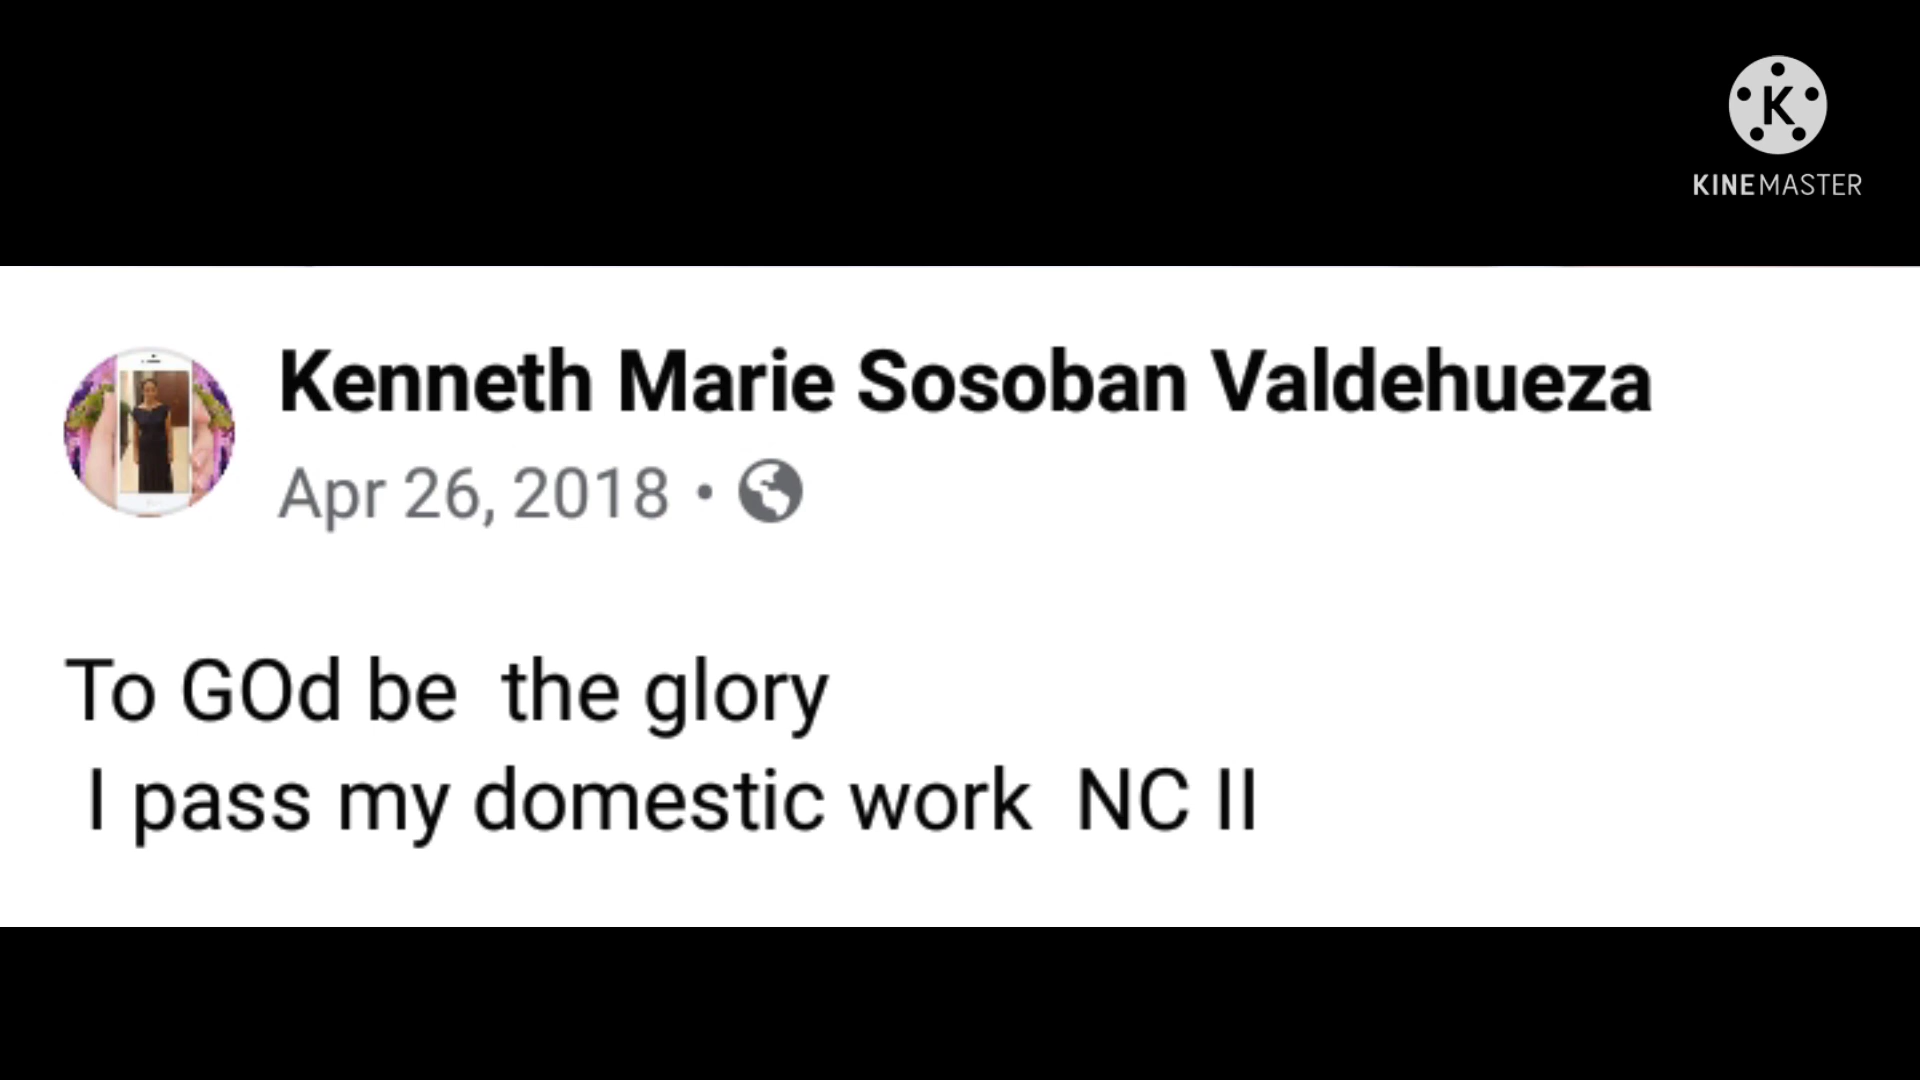 K
KINEMASTER
Kenneth Marie Sosoban Valdehueza
Apr 26, 2018 •
To GOd be  the glory
I pass my domestic work  NC II